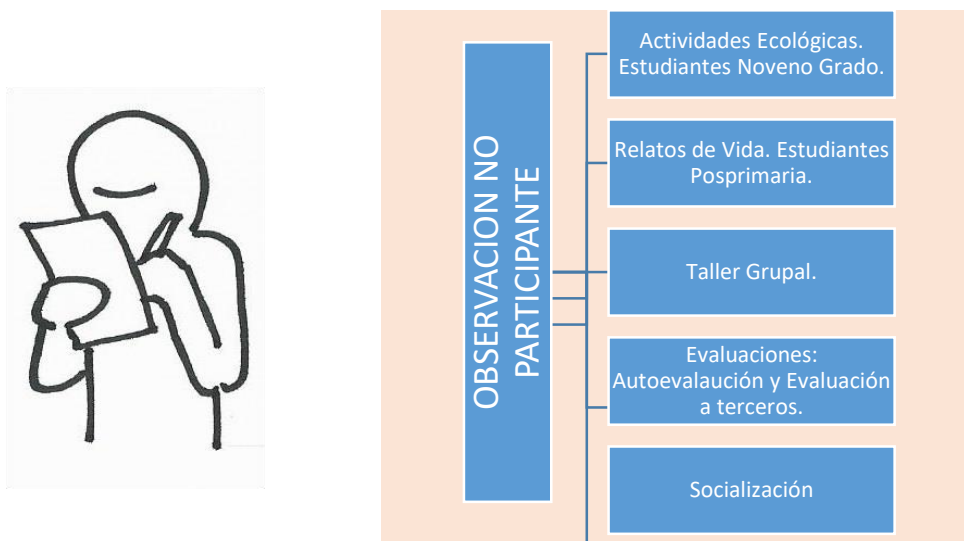 OBSERVACION NO
PARTICIPANTE
Actividades Ecológicas.
Estudiantes Noveno Grado.
Relatos de Vida. Estudiantes
Posprimaria.
Taller Grupal.
Evaluaciones:
Autoevalaución y Evaluación
a terceros.
Socialización